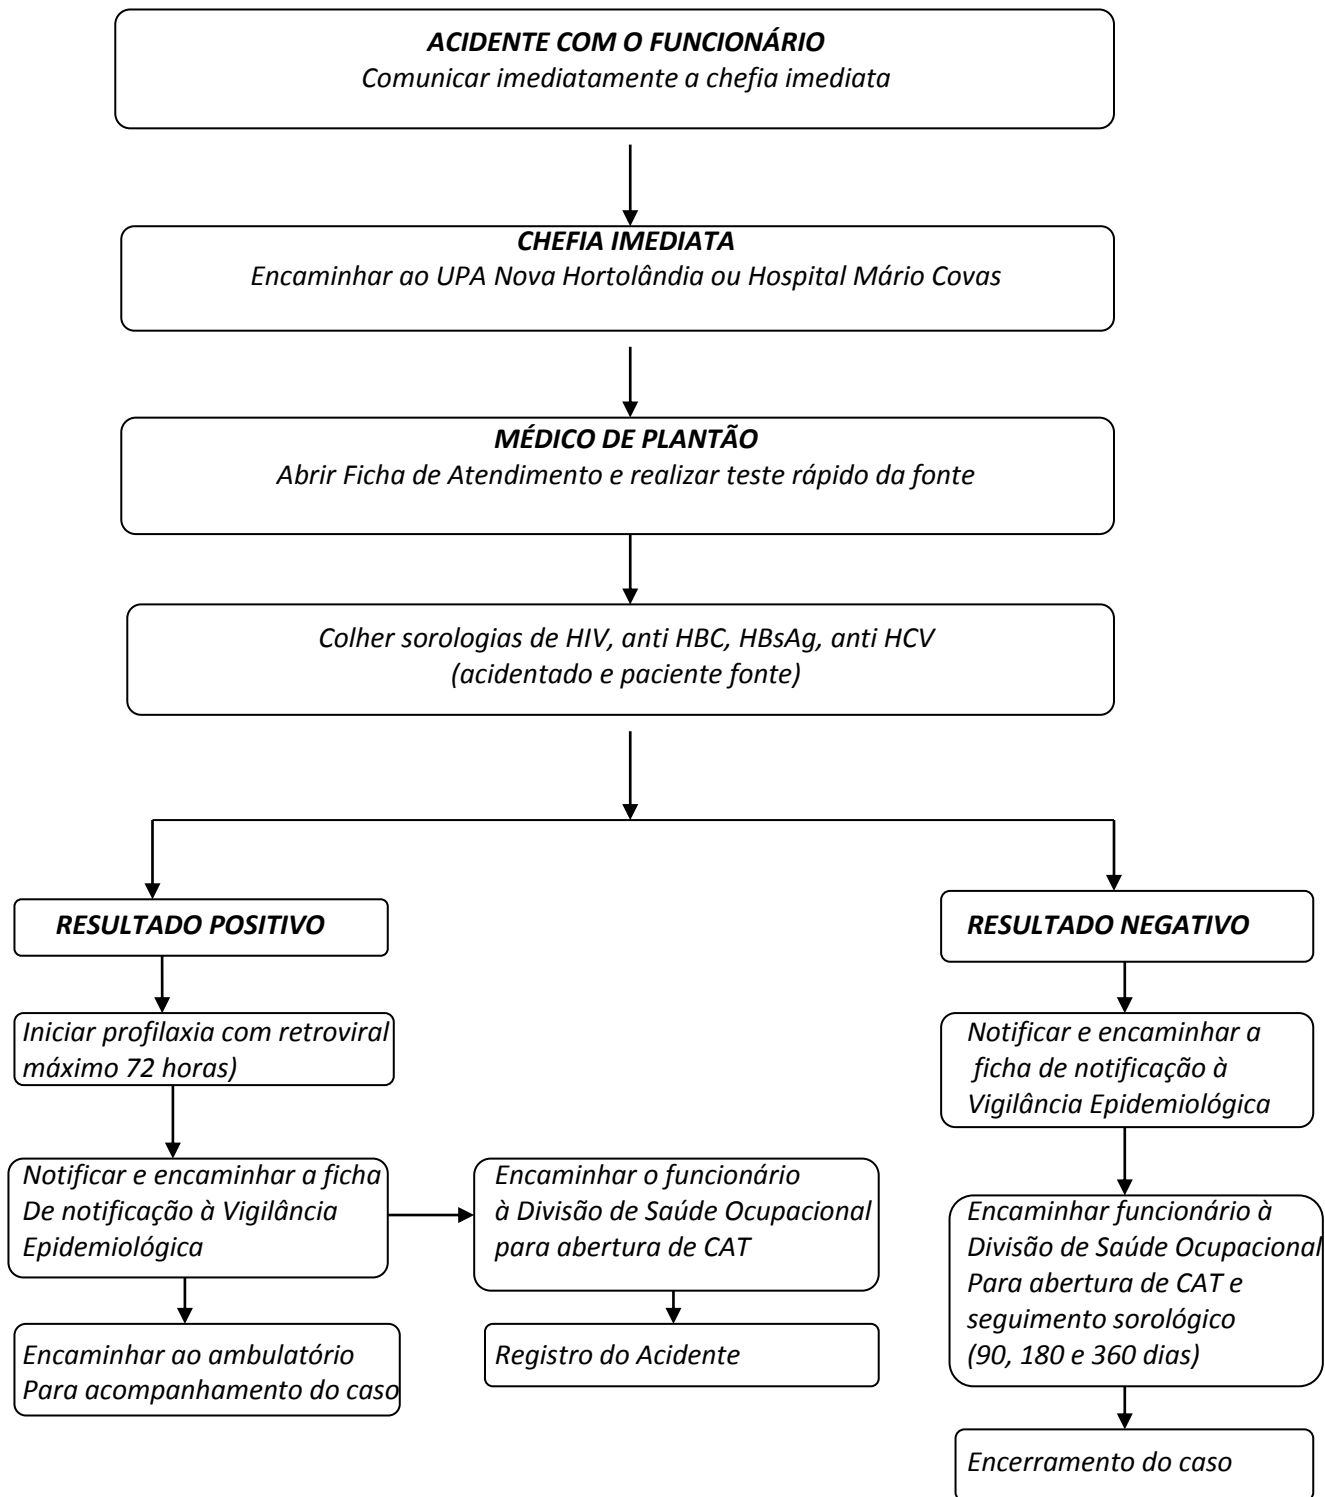 ACIDENTE COM O FUNCIONÁRIO
Comunicar imediatamente a chefia imediata
CHEFIA IMEDIATA
Encaminhar ao UPA Nova Hortolândia ou Hospital Mário Covas
MÉDICO DE PLANTÃO
Abrir Ficha de Atendimento e realizar teste rápido da fonte
Colher sorologias de HIV, anti HBC, HBsAg, anti HCV
(acidentado e paciente fonte)
RESULTADO POSITIVO
Iniciar profilaxia com retroviral
máximo 72 horas)
Notificar e encaminhar a ficha
De notificação à Vigilância
Epidemiológica
Encaminhar ao ambulatório
Para acompanhamento do caso
Encaminhar o funcionário
à Divisão de Saúde Ocupacional
para abertura de CAT
Registro do Acidente
RESULTADO NEGATIVO
Notificar e encaminhar a
ficha de notificação à
Vigilância Epidemiológica
Encaminhar funcionário à
Divisão de Saúde Ocupacional
Para abertura de CAT e
seguimento sorológico
(90, 180 e 360 dias)
Encerramento do caso